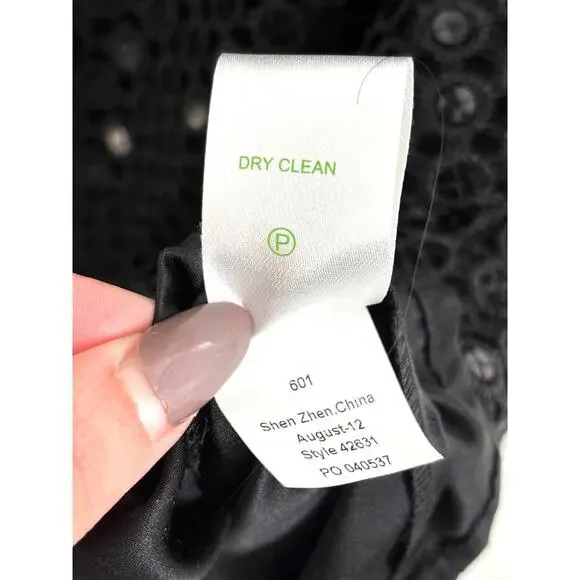 DRY CLEAN
P
601
Shen Zhen,China
August-12
Style 42631
PO 040537